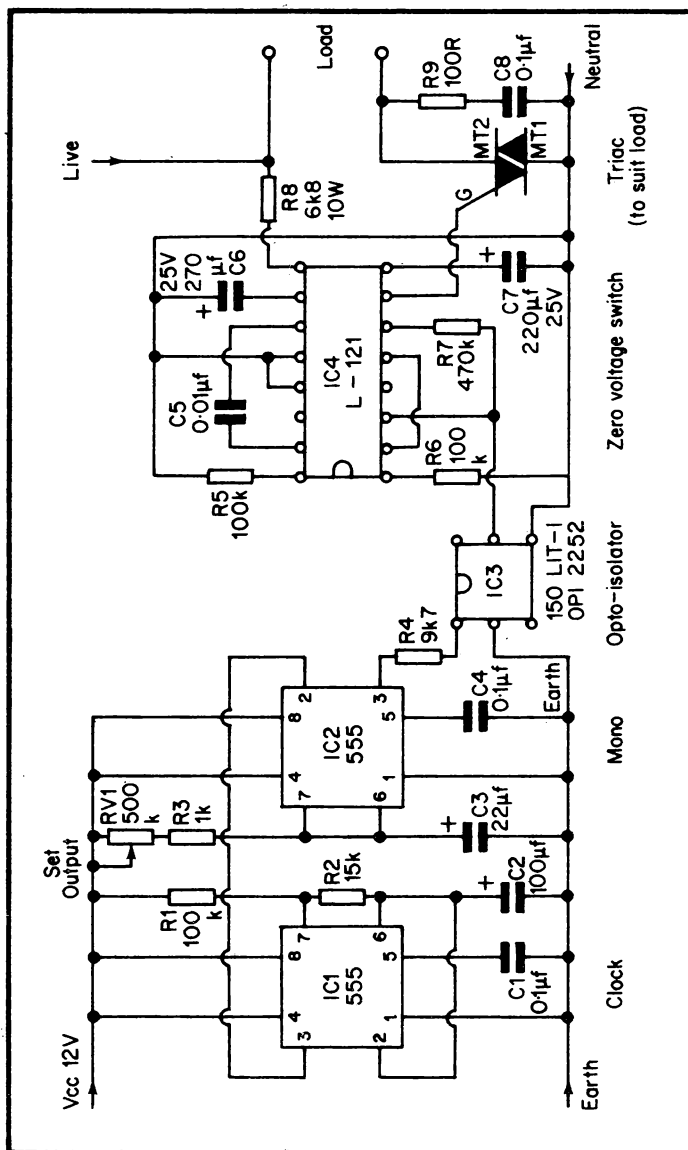 Vcc 12V
Set
Output
RV1
500
k
R1
100
k
R3
1k
R2
15k
3
4
8
7
IC1
555
2
1
5
6
C1
0·1µf
+
C2
100µf
+
C3
22µf
4
8
7
2
IC2
555
6
3
1
5
C4
0·1µf
R4
9k7
Earth
Earth
Clock
Mono
IC3
150 LIT-1
OPI 2252
Opto-isolator
R5
100k
C5
0·01µf
25V
270
µf
+
C6
IC4
L-121
R6
100
k
R7
470k
+
C7
220µf
25V
R8
6k8
10W
Live
Load
G
MT2
MT1
R9
100R
C8
0·1µf
Neutral
Zero voltage switch
Triac
(to suit load)